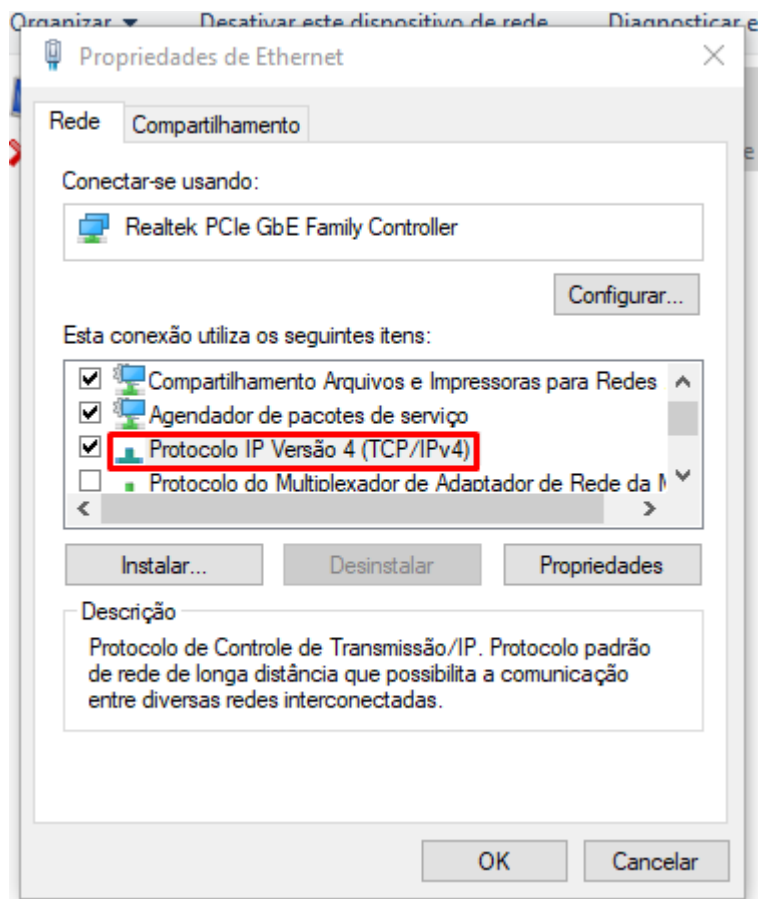 Organizar Desativar este dispositivo de rede Diagnosticar e
Propriedades de Ethernet
Rede Compartilhamento
e
Conectar-se usando:
Realtek PCIe GbE Family Controller
Configurar...
Esta conexão utiliza os seguintes itens:
Compartilhamento Arquivos e Impressoras para Redes
Agendador de pacotes de serviço
Protocolo IP Versão 4 (TCP/IPv4)
Protocolo do Multiplexador de Adaptador de Rede da
Instalar... Desinstalar Propriedades
Descrição
Protocolo de Controle de Transmissão/IP. Protocolo padrão
de rede de longa distância que possibilita a comunicação
entre diversas redes interconectadas.
OK Cancelar